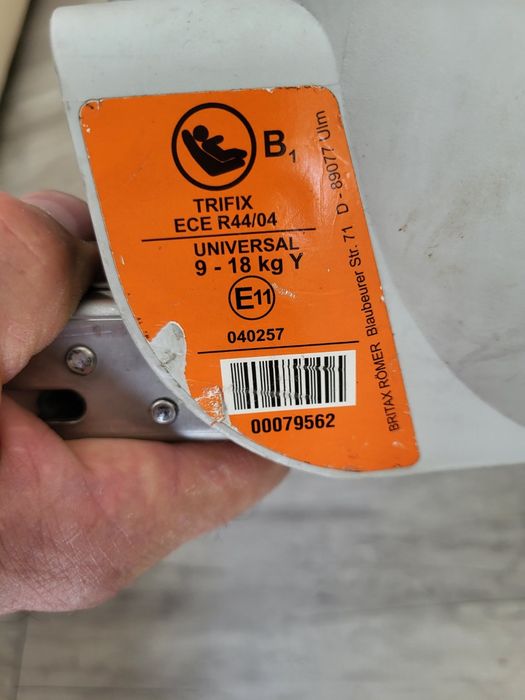 B1
TRIFIX
ECE R44/04
UNIVERSAL
9 - 18 kg Y
E11
040257
00079562
BRITAX RÖMER Blaubeurer Str. 71 D - 89077 Ulm